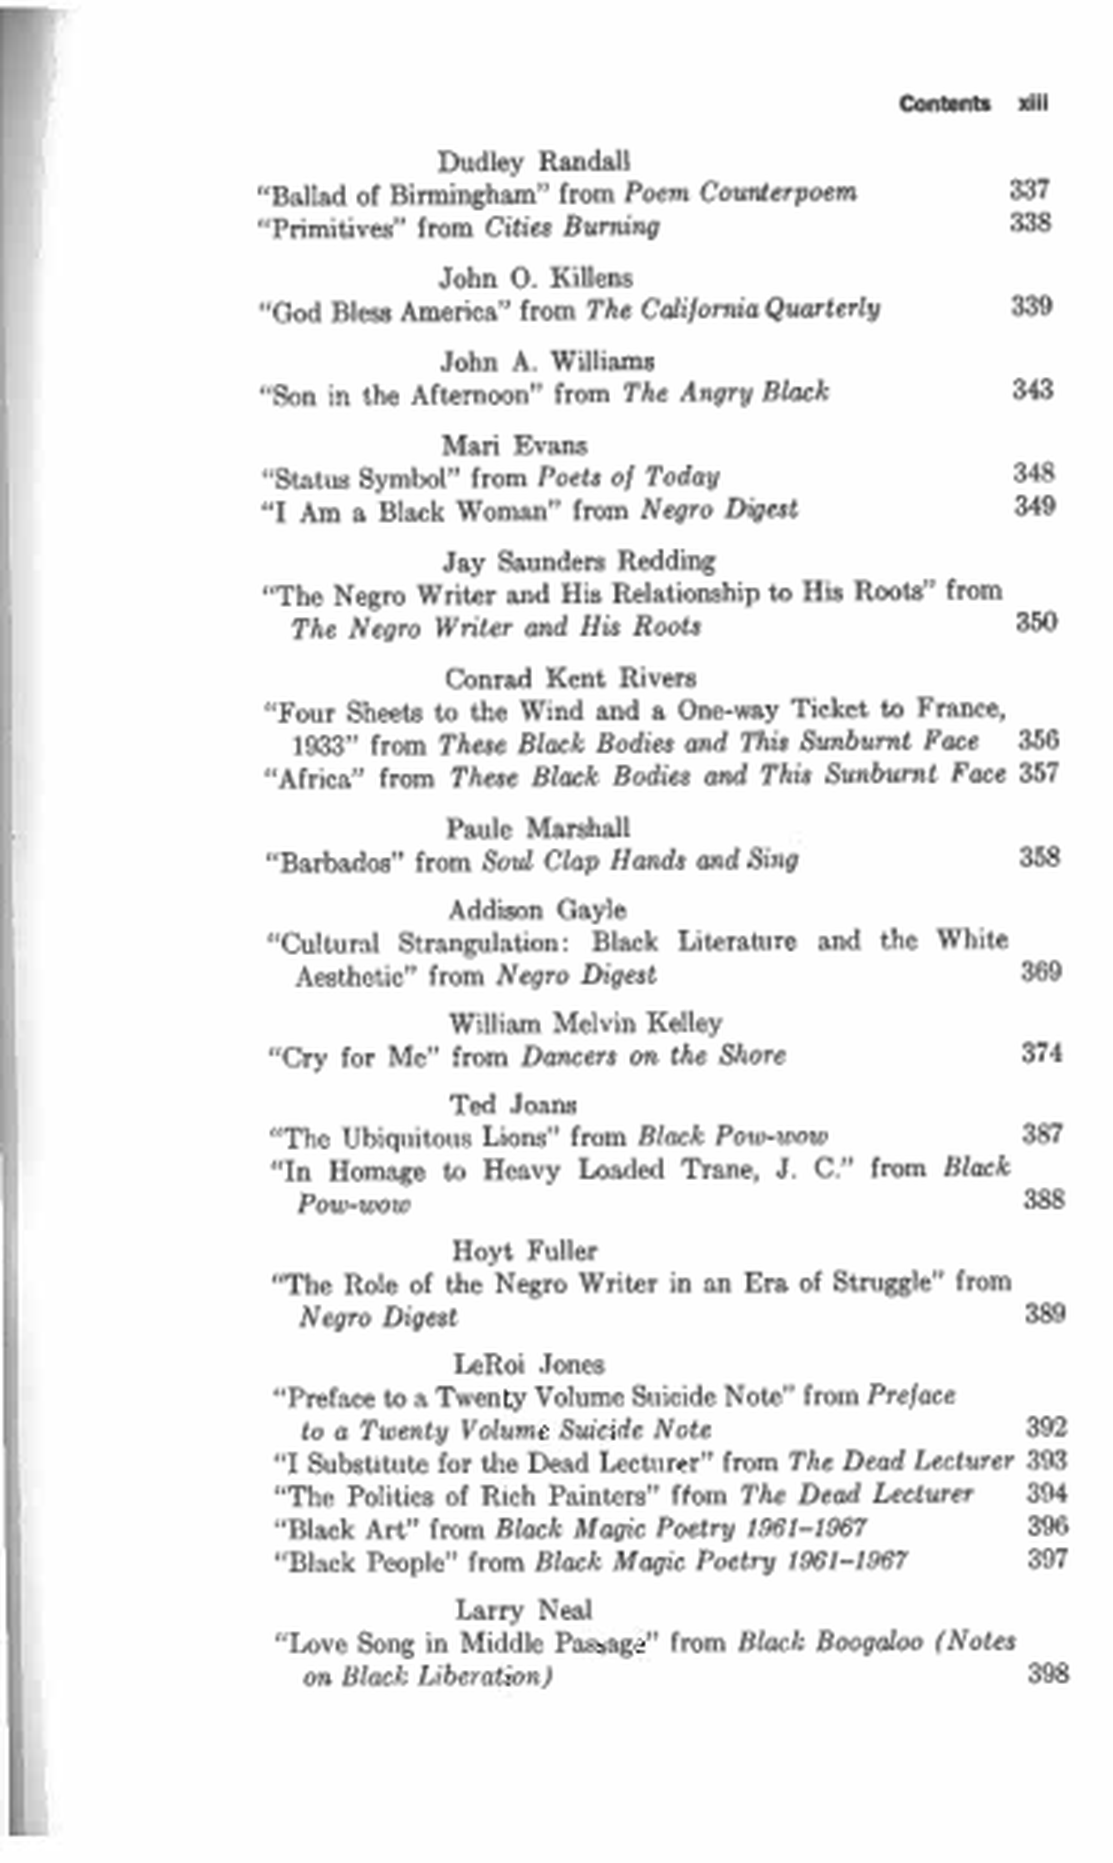 Contents xiii
Dudley Randall
"Ballad of Birmingham" from Poem Counterpoem 337
"Primitives" from Cities Burning 338
John O. Killens
"God Bless America" from The California Quarterly 339
John A. Williams
"Son in the Afternoon" from The Angry Black 343
Mari Evans
"Status Symbol" from Poets of Today 348
"I Am a Black Woman" from Negro Digest 349
Jay Saunders Redding
"The Negro Writer and His Relationship to His Roots" from
The Negro Writer and His Roots 350
Conrad Kent Rivers
"Four Sheets to the Wind and a One-way Ticket to France,
1933" from These Black Bodies and This Sunburnt Face 356
"Africa" from These Black Bodies and This Sunburnt Face 357
Paule Marshall
"Barbados" from Soul Clap Hands and Sing 358
Addison Gayle
"Cultural Strangulation: Black Literature and the White
Aesthetic" from Negro Digest 369
William Melvin Kelley
"Cry for Me" from Dancers on the Shore 374
Ted Joans
"The Ubiquitous Lions" from Black Pow-wow 387
"In Homage to Heavy Loaded Trane, J. C." from Black
Pow-wow 388
Hoyt Fuller
"The Role of the Negro Writer in an Era of Struggle" from
Negro Digest 389
LeRoi Jones
"Preface to a Twenty Volume Suicide Note" from Preface
to a Twenty Volume Suicide Note 392
"I Substitute for the Dead Lecturer" from The Dead Lecturer 393
"The Politics of Rich Painters" ffom The Dead Lecturer 394
"Black Art" from Black Magic Poetry 1961–1967 396
"Black People" from Black Magic Poetry 1961–1967 397
Larry Neal
"Love Song in Middle Passage" from Black Boogaloo (Notes
on Black Liberation) 398